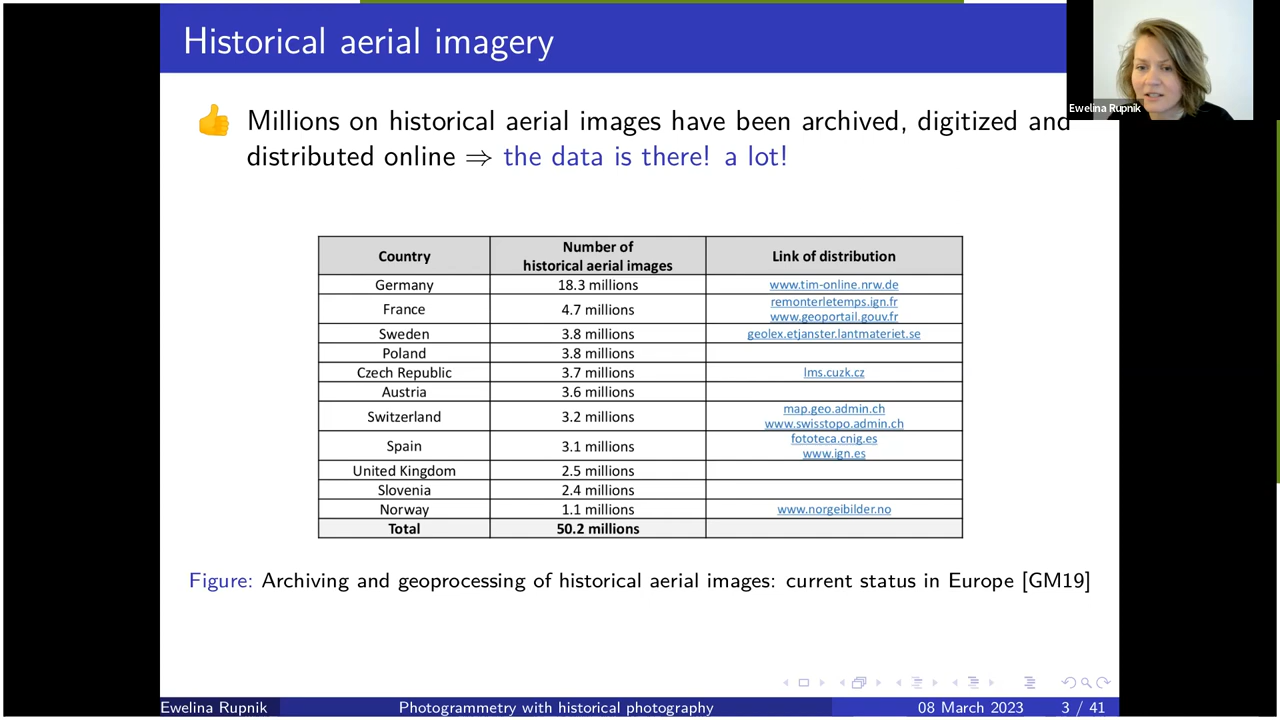 Historical aerial imagery
Ewelina Rupnik
Millions on historical aerial images have been archived, digitized and
distributed online ⇒ the data is there! a lot!
Country Number of historical aerial images Link of distribution
Germany 18.3 millions www.tim-online.nrw.de
France 4.7 millions remonterletemps.ign.fr
www.geoportail.gouv.fr
Sweden 3.8 millions geolex.etjanster.lantmateriet.se
Poland 3.8 millions
Czech Republic 3.7 millions lms.cuzk.cz
Austria 3.6 millions
Switzerland 3.2 millions map.geo.admin.ch
www.swisstopo.admin.ch
Spain 3.1 millions fototeca.cnig.es
www.ign.es
United Kingdom 2.5 millions
Slovenia 2.4 millions
Norway 1.1 millions www.norgeibilder.no
Total 50.2 millions
Figure: Archiving and geoprocessing of historical aerial images: current status in Europe [GM19]
Ewelina Rupnik Photogrammetry with historical photography 08 March 2023 3 / 41